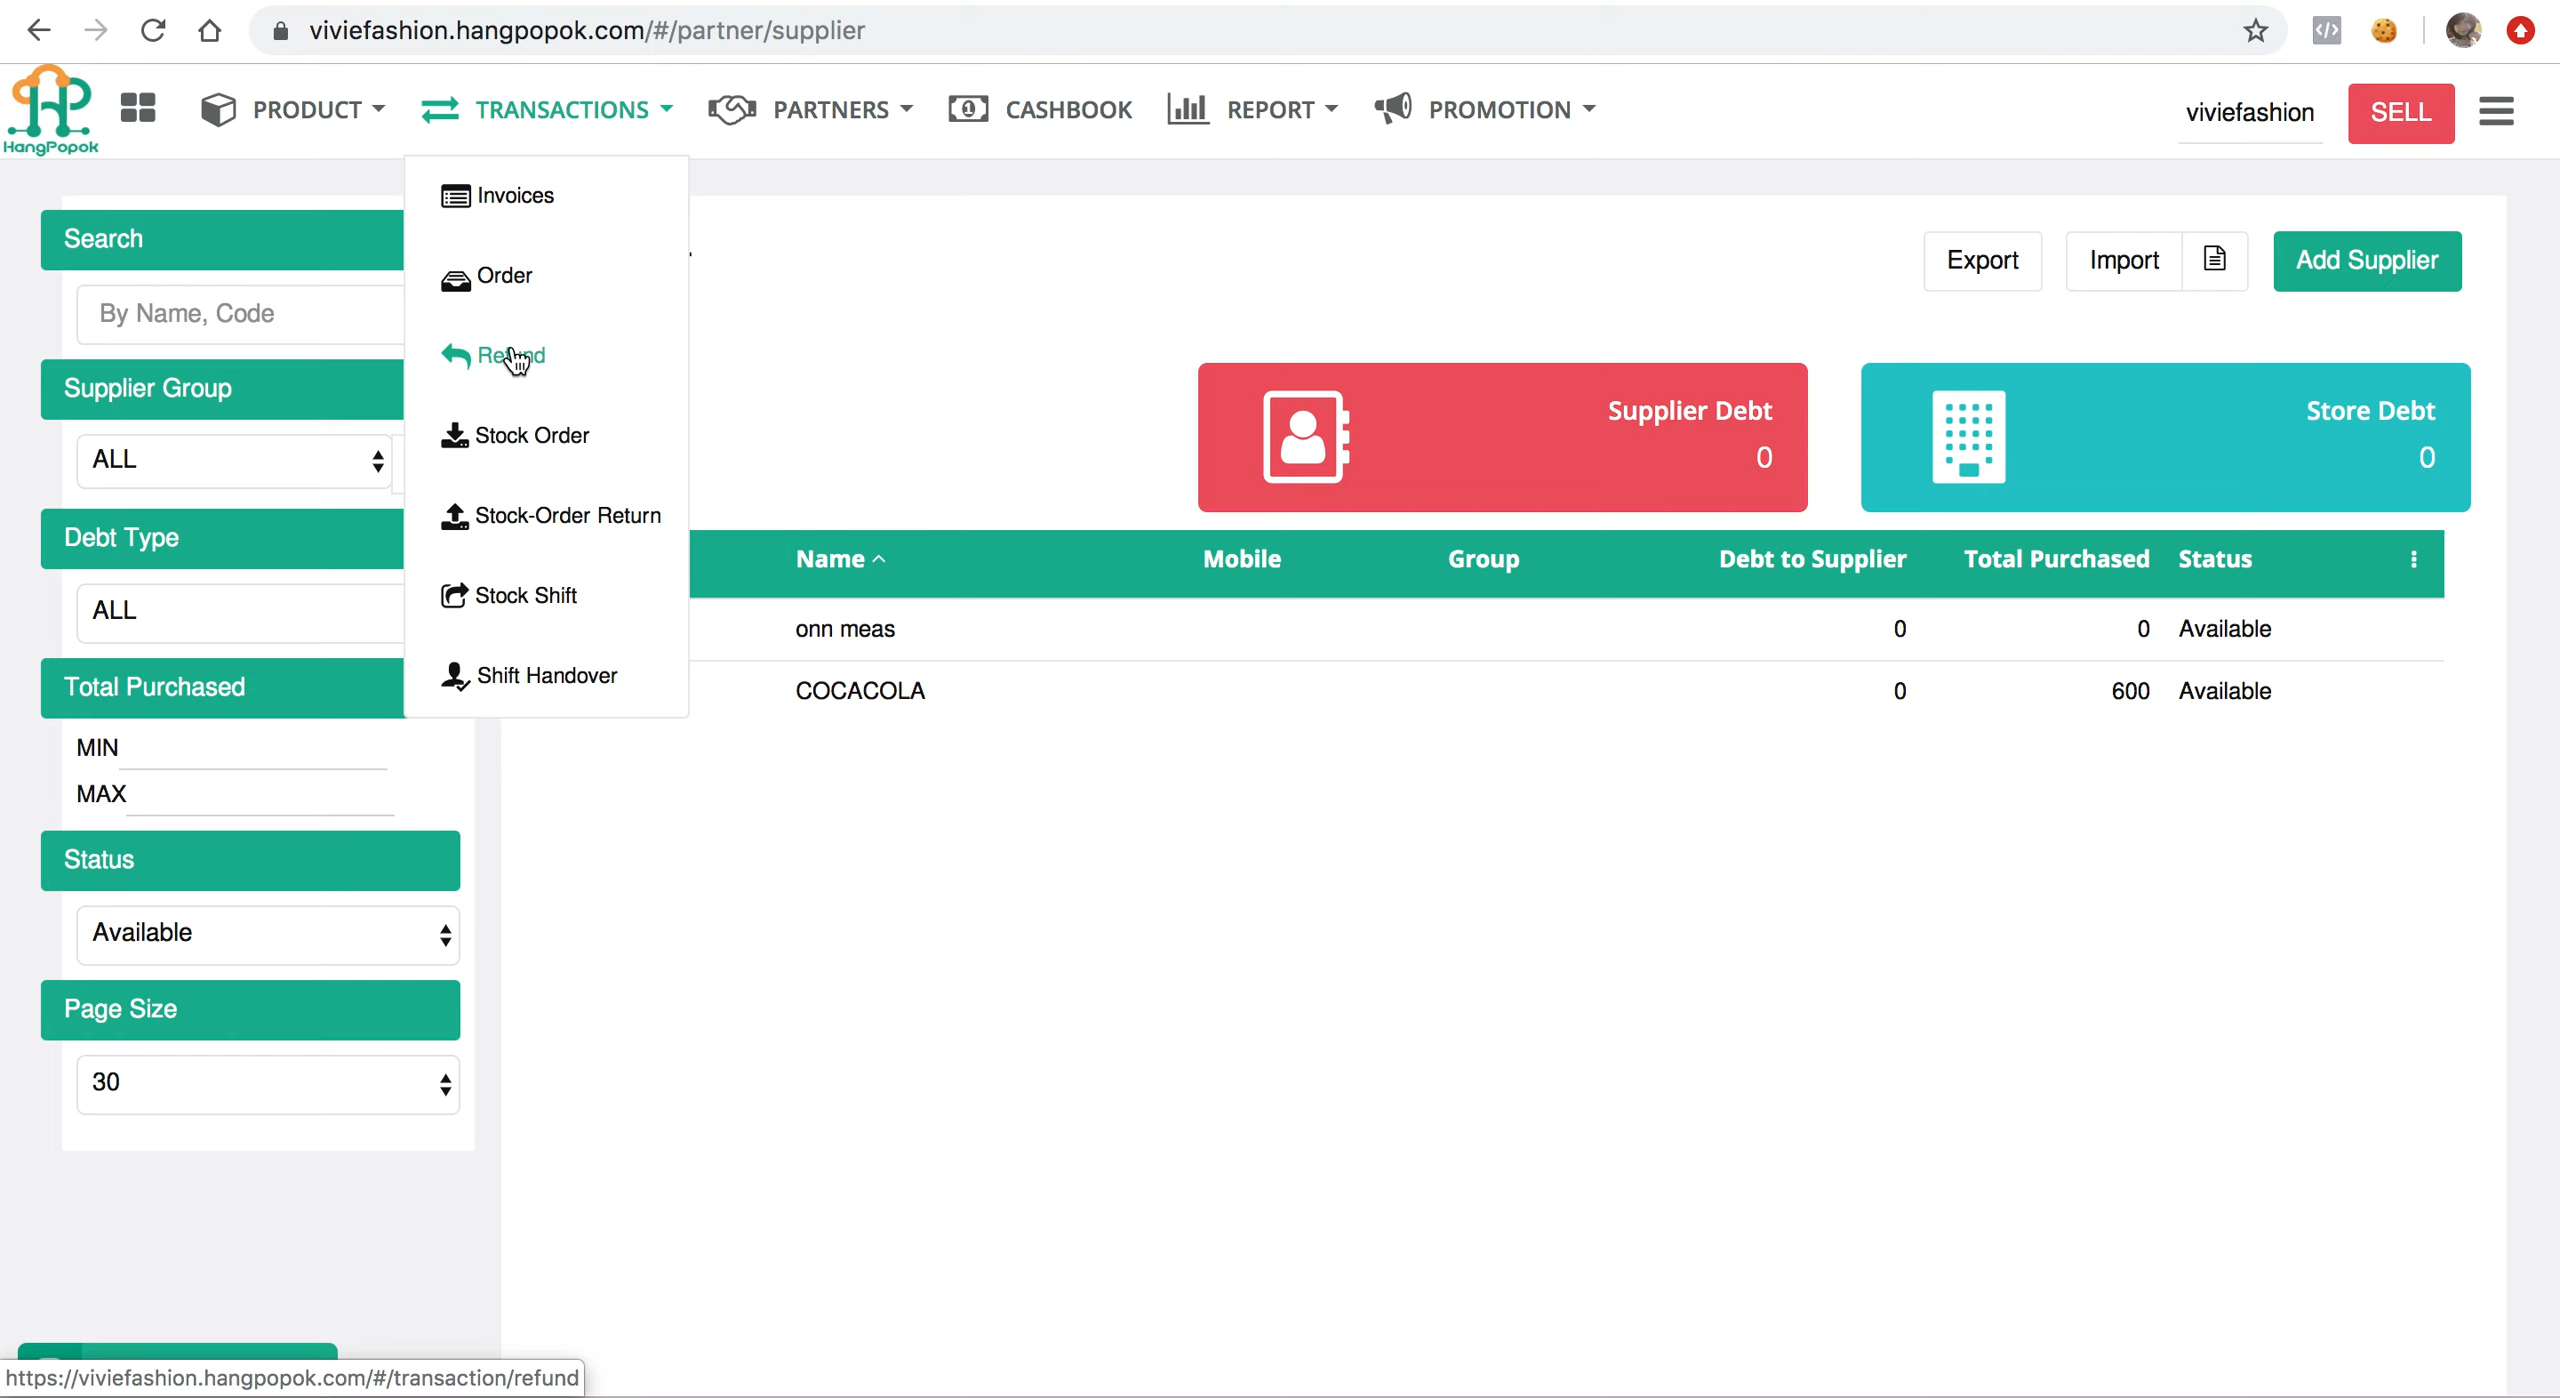 viviefashion.hangpopok.com/#/partner/supplier
HangPopok
PRODUCT
TRANSACTIONS
PARTNERS
CASHBOOK
REPORT
PROMOTION
viviefashion
SELL
Invoices
Order
Stock Order
Stock-Order Return
Stock Shift
Shift Handover
Search
By Name, Code
Supplier Group
ALL
Debt Type
ALL
Total Purchased
MIN
MAX
Status
Available
Page Size
30
Export
Import
Add Supplier
Supplier Debt
0
Store Debt
0
Name Mobile Group Debt to Supplier Total Purchased Status
onn meas 0 0 Available
COCACOLA 0 600 Available
https://viviefashion.hangpopok.com/#/transaction/refund